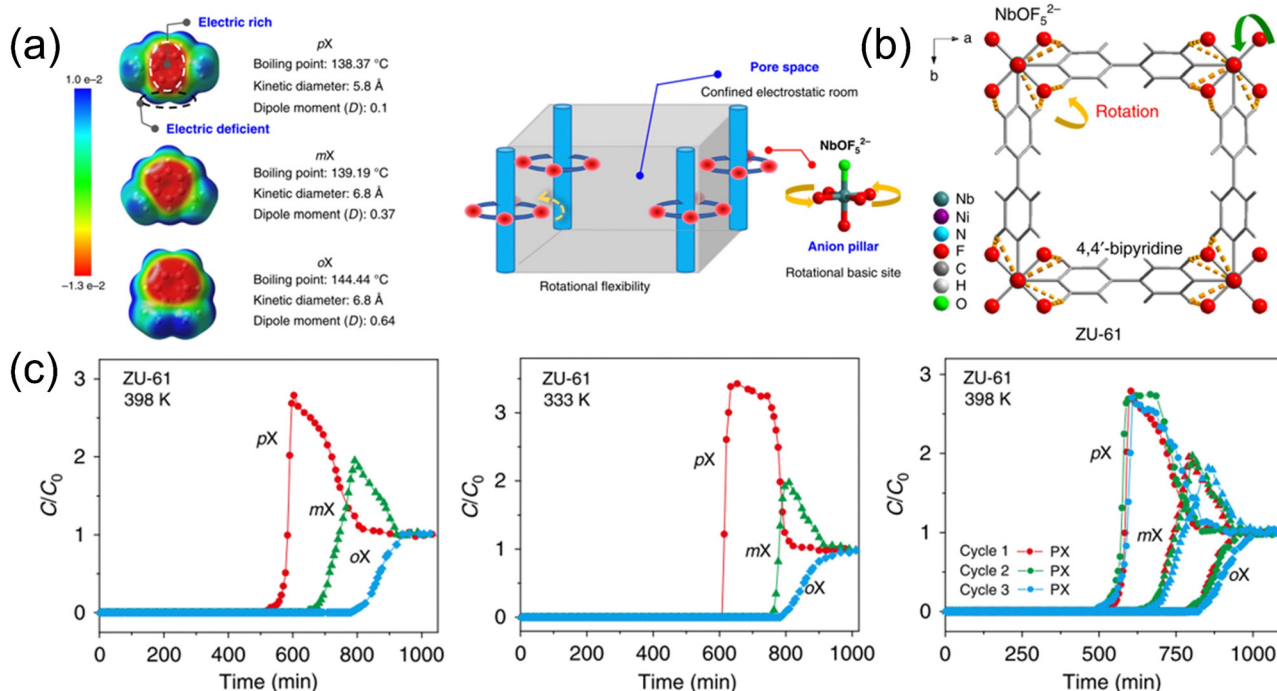 (a)
Electric rich
1.0 e−2
−1.3 e−2
Electric deficient
pX
Boiling point: 138.37 °C
Kinetic diameter: 5.8 Å
Dipole moment (D): 0.1
mX
Boiling point: 139.19 °C
Kinetic diameter: 6.8 Å
Dipole moment (D): 0.37
oX
Boiling point: 144.44 °C
Kinetic diameter: 6.8 Å
Dipole moment (D): 0.64
Pore space
Confined electrostatic room
NbOF₅²⁻
Anion pillar
Rotational basic site
Rotational flexibility
(b)
NbOF₅²⁻
a
b
Rotation
Nb
Ni
N
F
C
H
O
4,4′-bipyridine
ZU-61
(c)
ZU-61
398 K
pX
mX
oX
C/C₀
3
2
1
0
0 200 400 600 800 1000
Time (min)
ZU-61
333 K
pX
mX
oX
C/C₀
3
2
1
0
0 200 400 600 800 1000
Time (min)
ZU-61
398 K
pX
mX
oX
Cycle 1 PX
Cycle 2 PX
Cycle 3 PX
C/C₀
3
2
1
0
0 250 500 750 1000
Time (min)